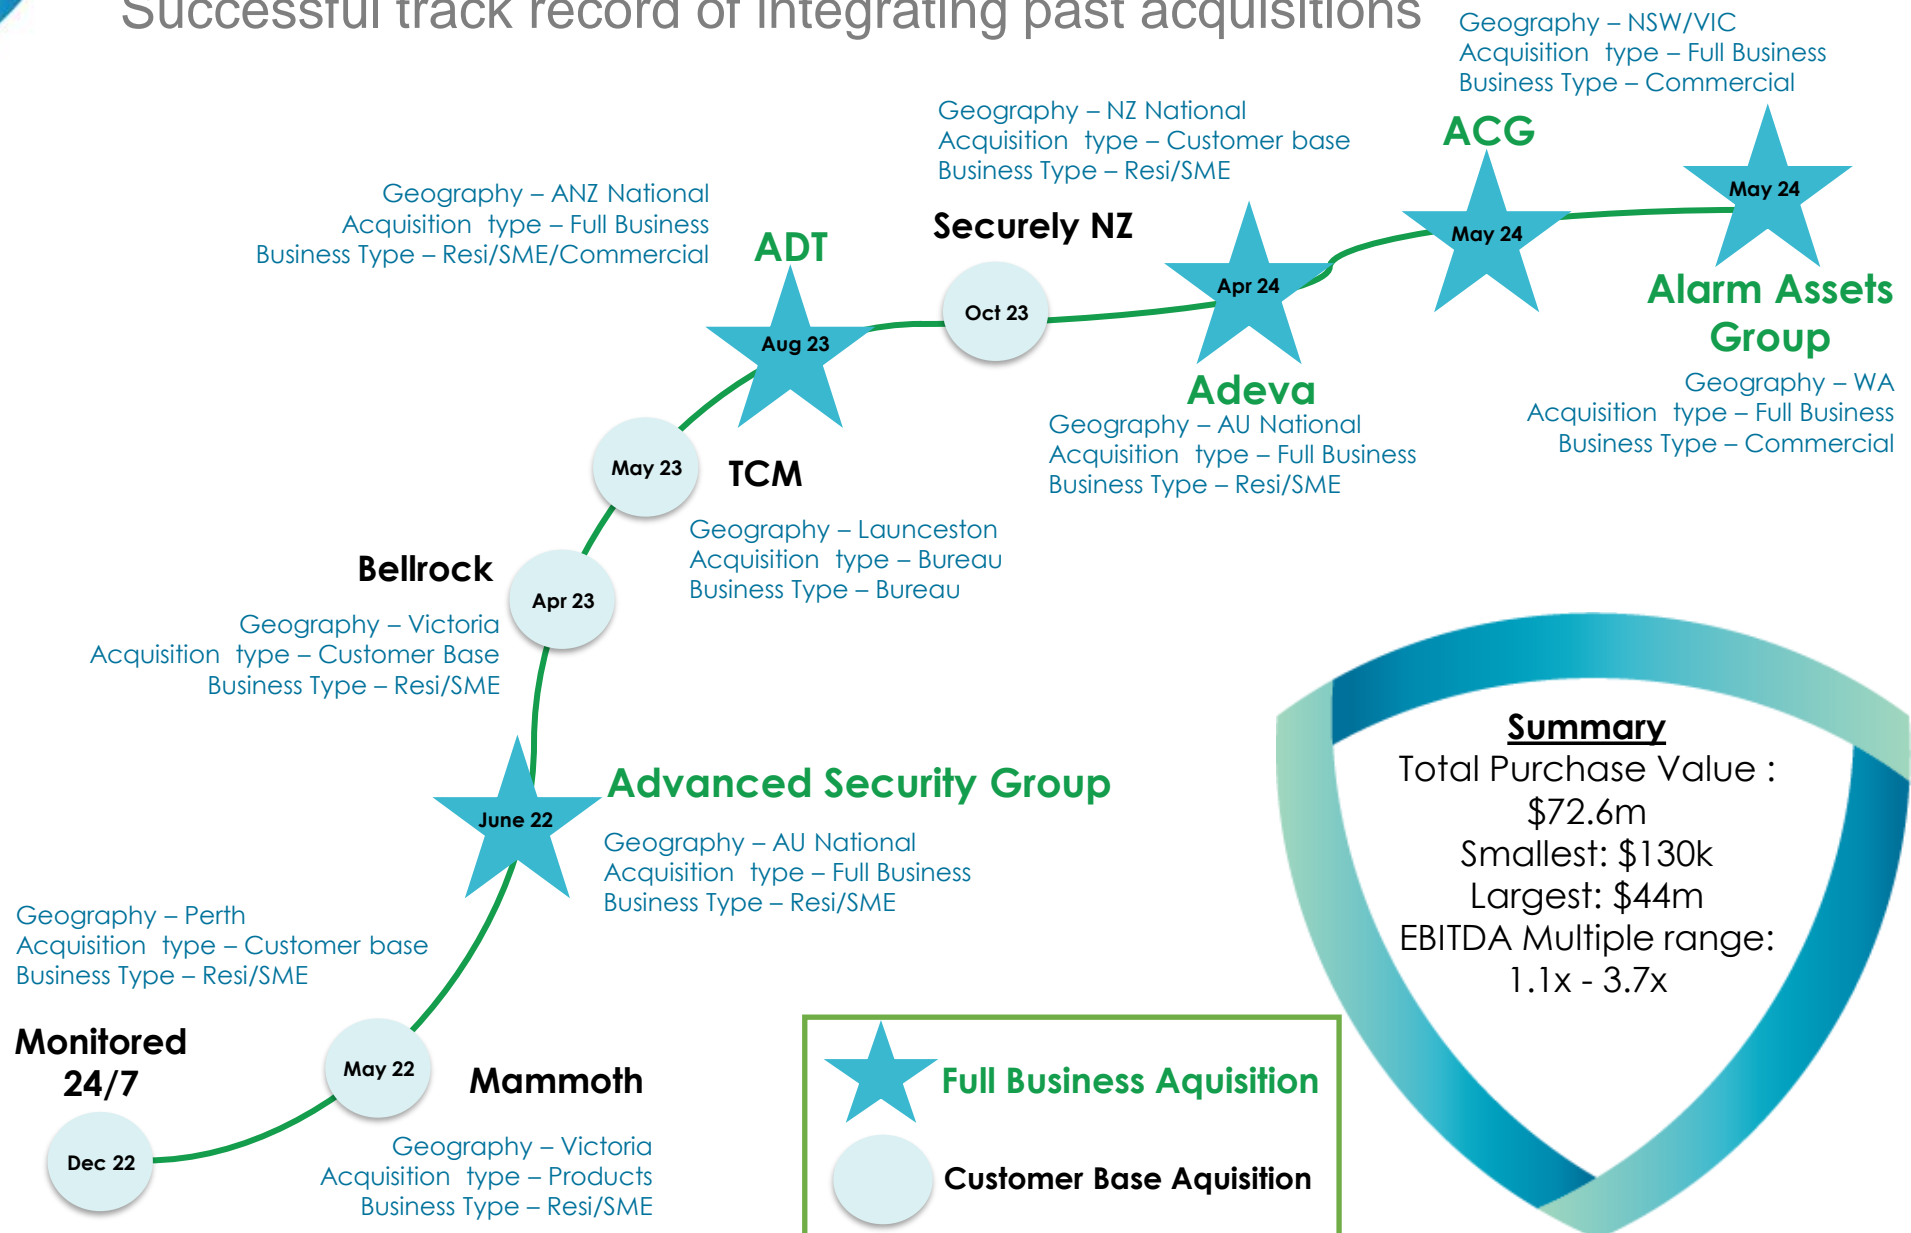 Successful track record of integrating past acquisitions
Geography – NSW/VIC
Acquisition type – Full Business
Business Type – Commercial
ACG
May 24
May 24
Alarm Assets
Group
Geography – WA
Acquisition type – Full Business
Business Type – Commercial
Geography – NZ National
Acquisition type – Customer base
Business Type – Resi/SME
Securely NZ
Oct 23
Apr 24
Adeva
Geography – AU National
Acquisition type – Full Business
Business Type – Resi/SME
Geography – ANZ National
Acquisition type – Full Business
Business Type – Resi/SME/Commercial
ADT
Aug 23
May 23
TCM
Geography – Launceston
Acquisition type – Bureau
Business Type – Bureau
Bellrock
Apr 23
Geography – Victoria
Acquisition type – Customer Base
Business Type – Resi/SME
Advanced Security Group
June 22
Geography – AU National
Acquisition type – Full Business
Business Type – Resi/SME
Geography – Perth
Acquisition type – Customer base
Business Type – Resi/SME
Monitored
24/7
Dec 22
May 22
Mammoth
Geography – Victoria
Acquisition type – Products
Business Type – Resi/SME
Full Business Aquisition
Customer Base Aquisition
Summary
Total Purchase Value :
$72.6m
Smallest: $130k
Largest: $44m
EBITDA Multiple range:
1.1x - 3.7x